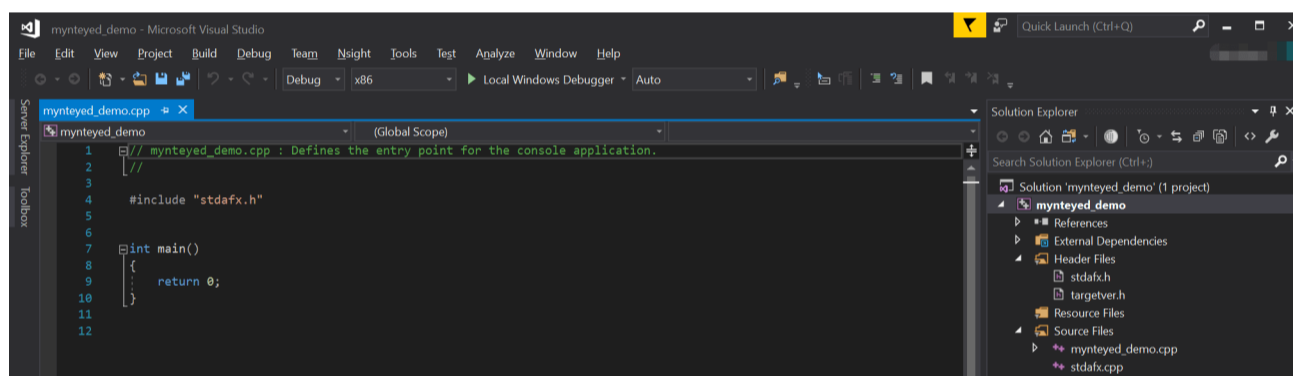 mynteyed_demo - Microsoft Visual Studio
Quick Launch (Ctrl+Q)
File Edit View Project Build Debug Team Nsight Tools Test Analyze Window Help
Debug x86 Local Windows Debugger Auto
Server Explorer
Toolbox
mynteyed_demo.cpp
mynteyed_demo (Global Scope)
1 // mynteyed_demo.cpp : Defines the entry point for the console application.
2 //
3
4 #include "stdafx.h"
5
6
7 int main()
8 {
9 return 0;
10 }
11
12
Solution Explorer
Search Solution Explorer (Ctrl+;)
Solution 'mynteyed_demo' (1 project)
mynteyed_demo
References
External Dependencies
Header Files
stdafx.h
targetver.h
Resource Files
Source Files
mynteyed_demo.cpp
stdafx.cpp